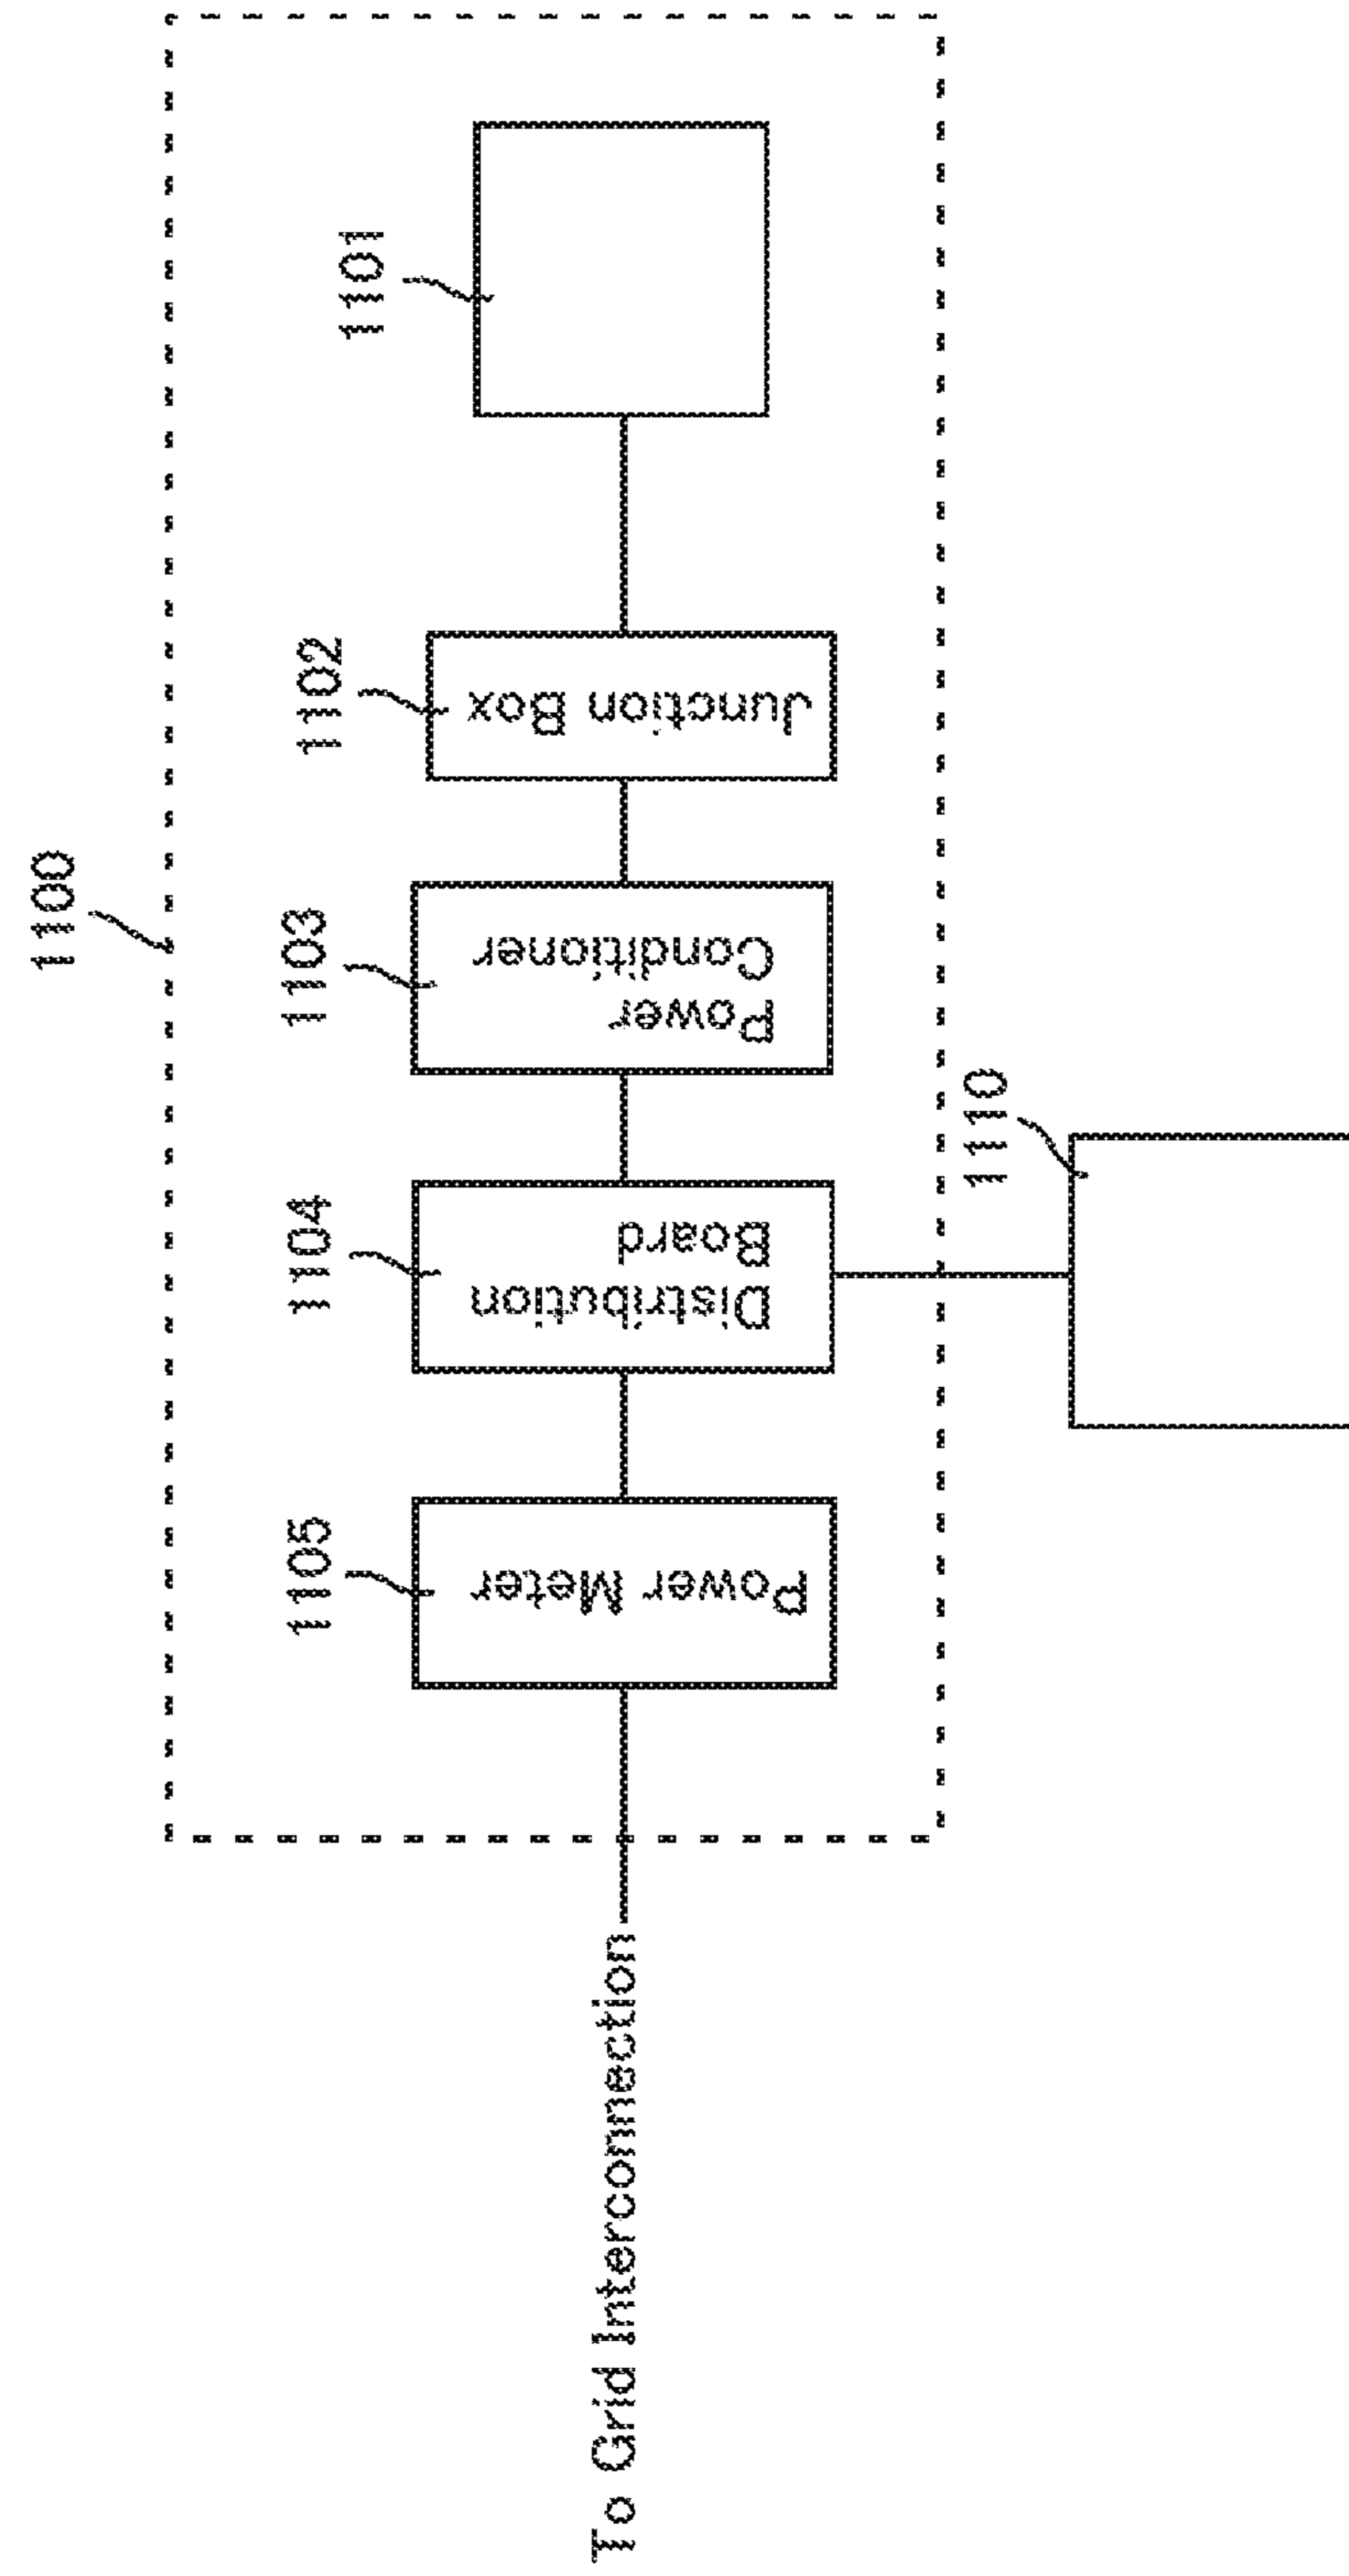 1100
1101
1102
Junction Box
1103
Power
Conditioner
1104
Distribution
Board
1105
Power Meter
1110
To Grid Interconnection